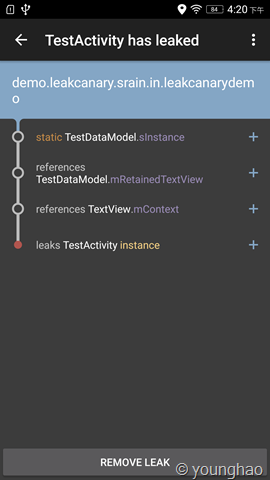 84 4:20 下午
TestActivity has leaked
demo.leakcanary.srain.in.leakcanarydem
o
static TestDataModel.sInstance
references
TestDataModel.mRetainedTextView
references TextView.mContext
leaks TestActivity instance
REMOVE LEAK
© younghao